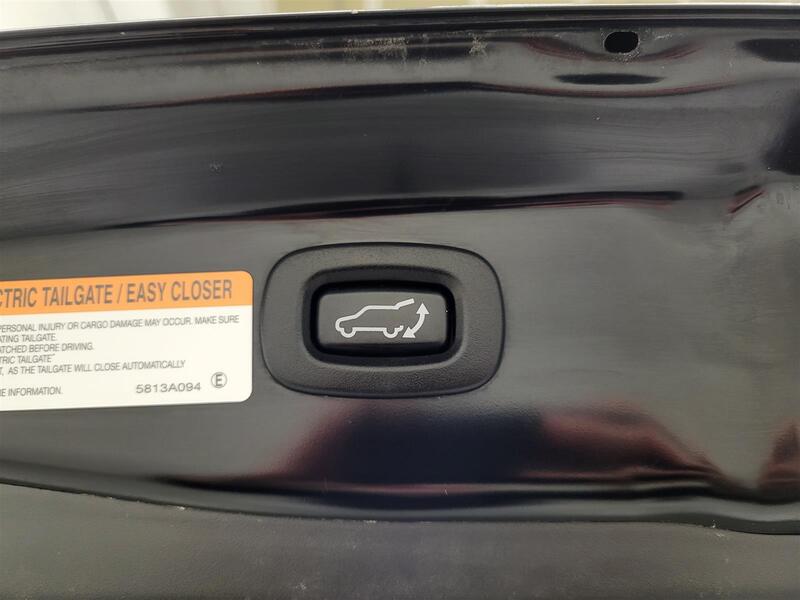 CTRIC TAILGATE / EASY CLOSER
PERSONAL INJURY OR CARGO DAMAGE MAY OCCUR. MAKE SURE
ATING TAILGATE.
ATCHED BEFORE DRIVING.
TRIC TAILGATE"
T, AS THE TAILGATE WILL CLOSE AUTOMATICALLY
E INFORMATION.
5813A094 E